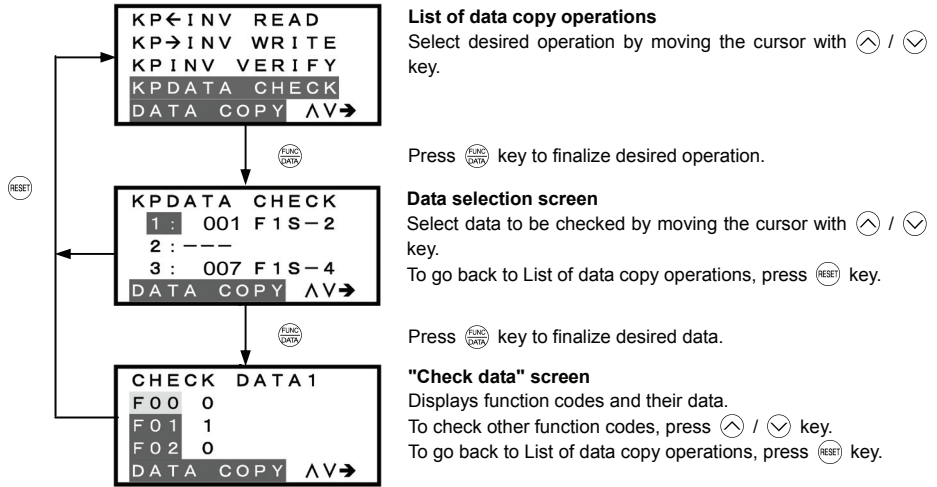 KP←INV READ
KP→INV WRITE
KPINV VERIFY
KPDATA CHECK
DATA COPY ∧∨➔
List of data copy operations
Select desired operation by moving the cursor with ∧ / ∨
key.
FUNC
DATA
Press FUNC DATA key to finalize desired operation.
RESET
KPDATA CHECK
1: 001 F1S-2
2:---
3: 007 F1S-4
DATA COPY ∧∨➔
Data selection screen
Select data to be checked by moving the cursor with ∧ / ∨
key.
To go back to List of data copy operations, press RESET key.
FUNC
DATA
Press FUNC DATA key to finalize desired data.
CHECK DATA1
F00 0
F01 1
F02 0
DATA COPY ∧∨➔
"Check data" screen
Displays function codes and their data.
To check other function codes, press ∧ / ∨ key.
To go back to List of data copy operations, press RESET key.